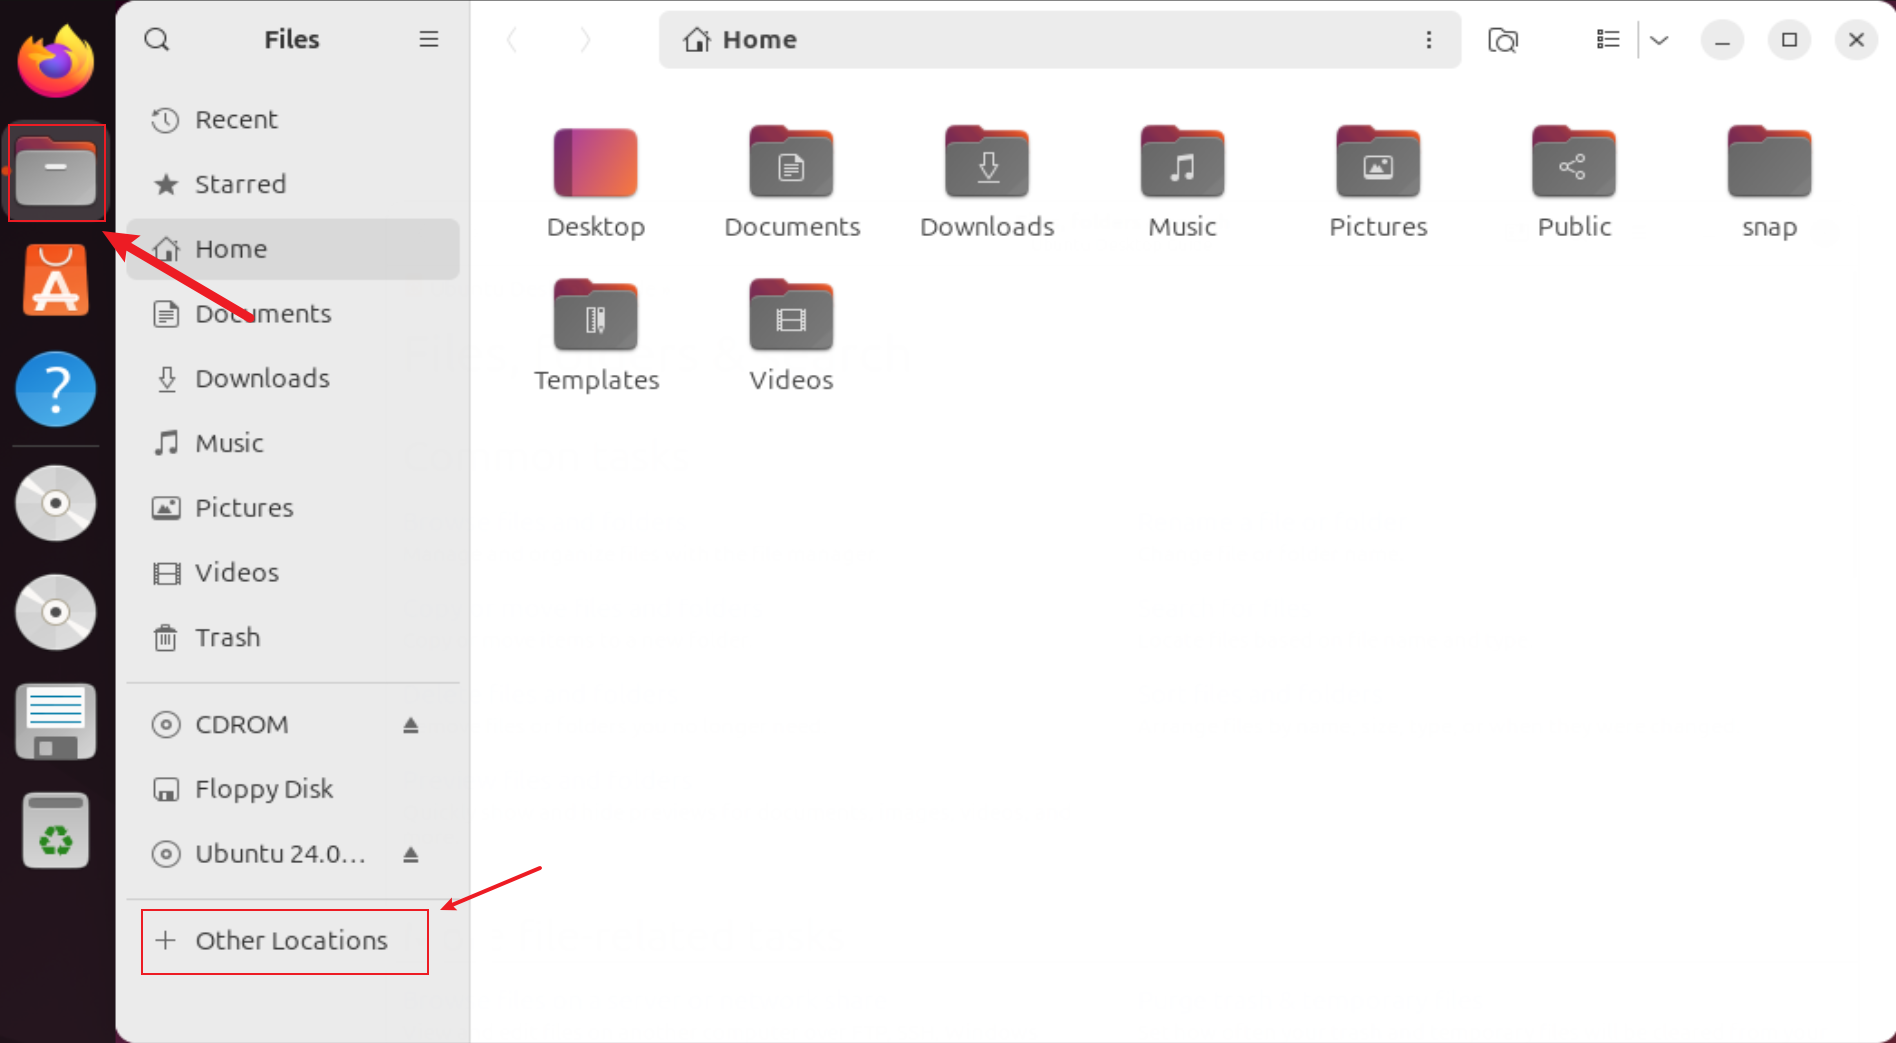 Files
Home
Recent
Starred
Home
Documents
Downloads
Music
Pictures
Videos
Trash
CDROM
Floppy Disk
Ubuntu 24.0...
Other Locations
Desktop
Documents
Downloads
Music
Pictures
Public
snap
Templates
Videos